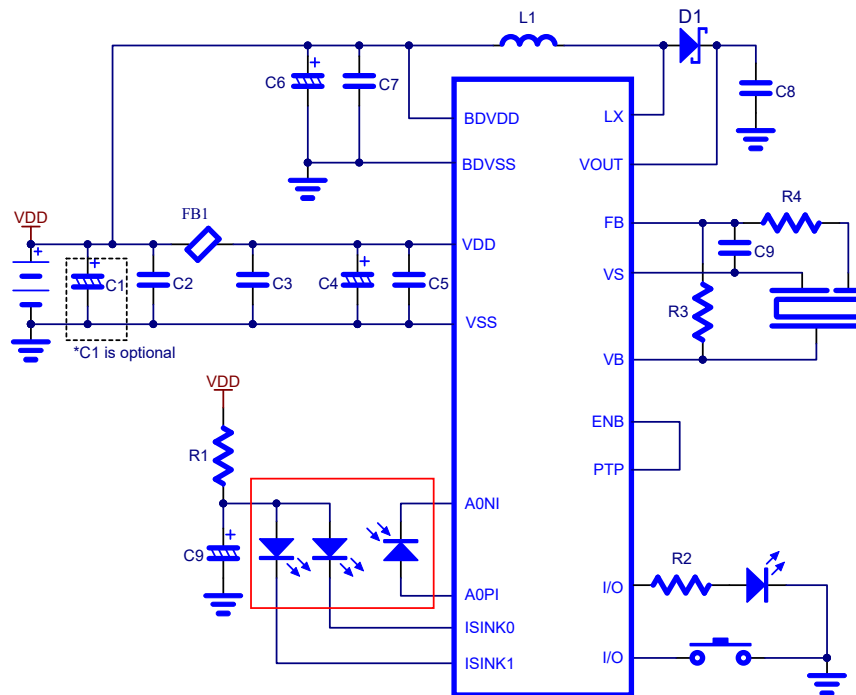 L1
D1
C6
+
C7
C8
BDVDD
LX
BDVSS
VOUT
VDD
FB1
R4
FB
C9
VDD
VS
+
+
C1
C2
C3
+
C4
C5
R3
VSS
*C1 is optional
VB
VDD
ENB
R1
PTP
A0NI
+
C9
R2
A0PI
I/O
ISINK0
ISINK1
I/O